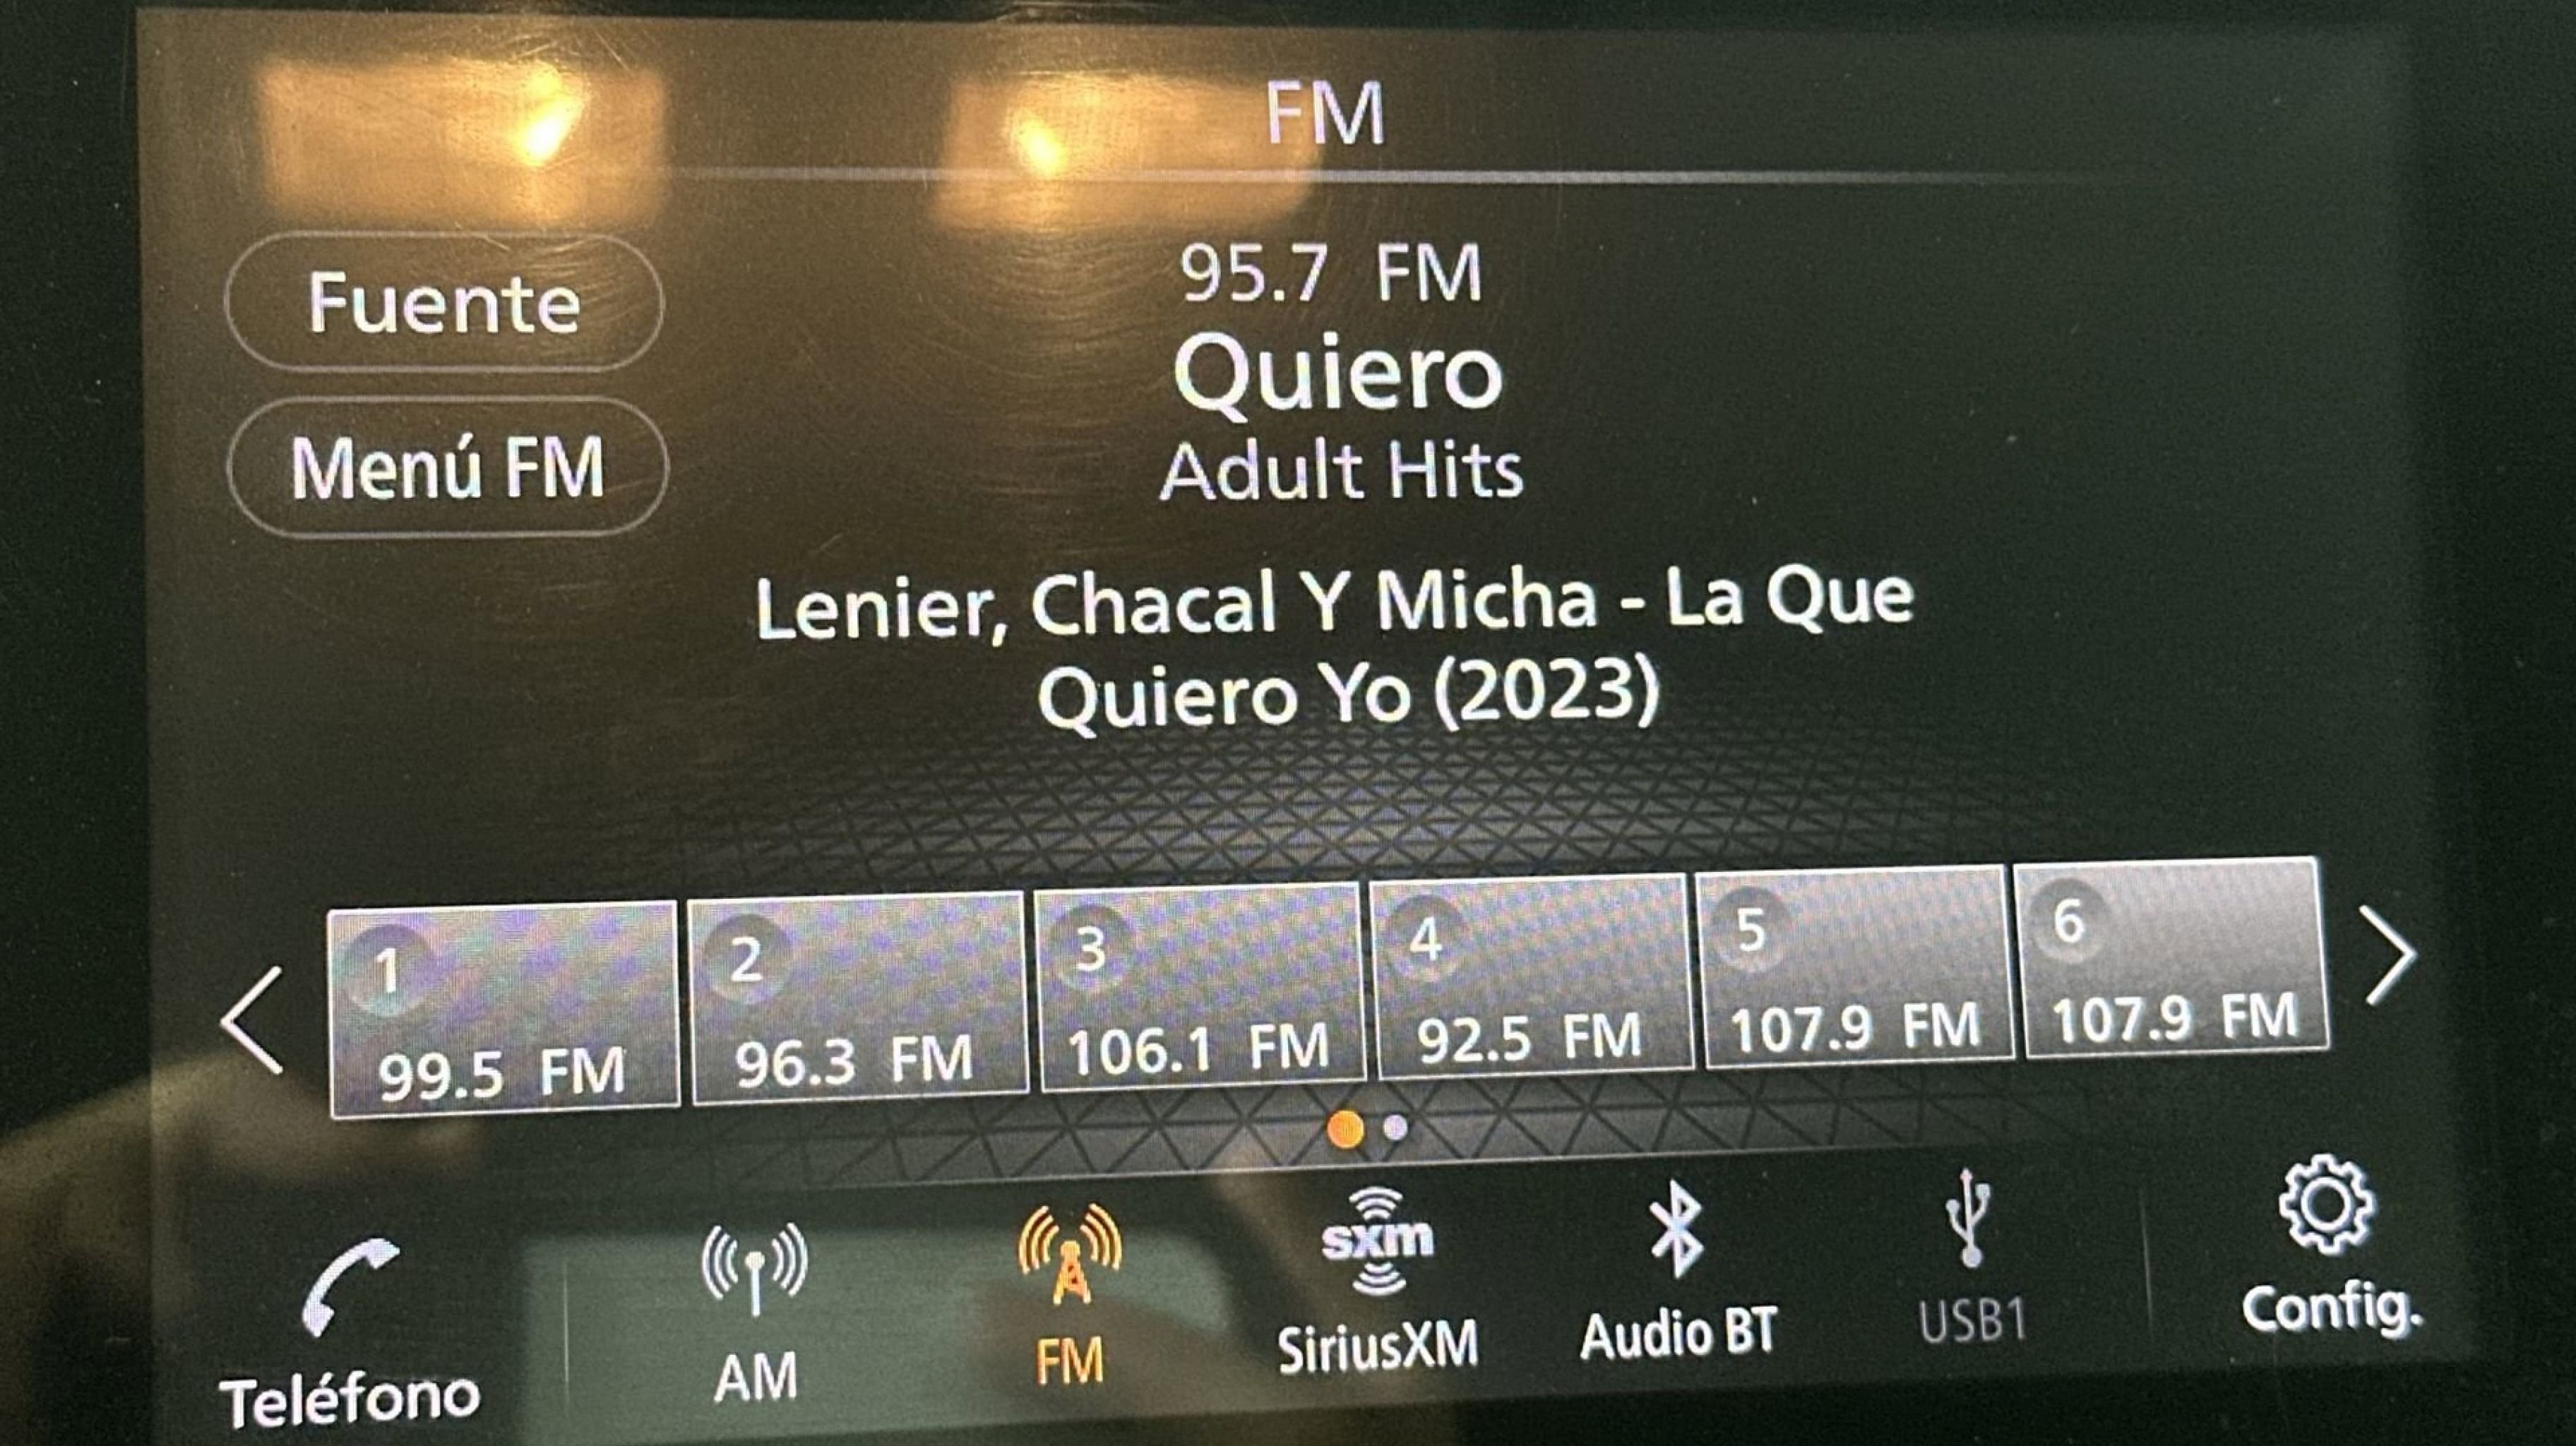 FM
Fuente
95.7 FM
Quiero
Menú FM
Adult Hits
Lenier, Chacal Y Micha - La Que
Quiero Yo (2023)
1
99.5 FM
2
96.3 FM
3
106.1 FM
4
92.5 FM
5
107.9 FM
6
107.9 FM
Teléfono
AM
FM
sxm
SiriusXM
Audio BT
USB1
Config.